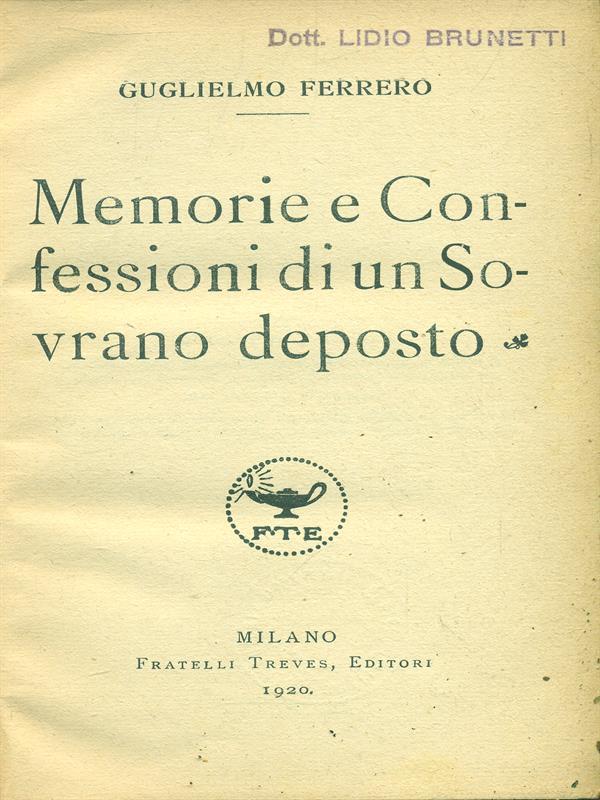 Dott. LIDIO BRUNETTI
GUGLIELMO FERRERO
Memorie e Con-
fessioni di un So-
vrano deposto
FTE
MILANO
FRATELLI TREVES, EDITORI
1920.